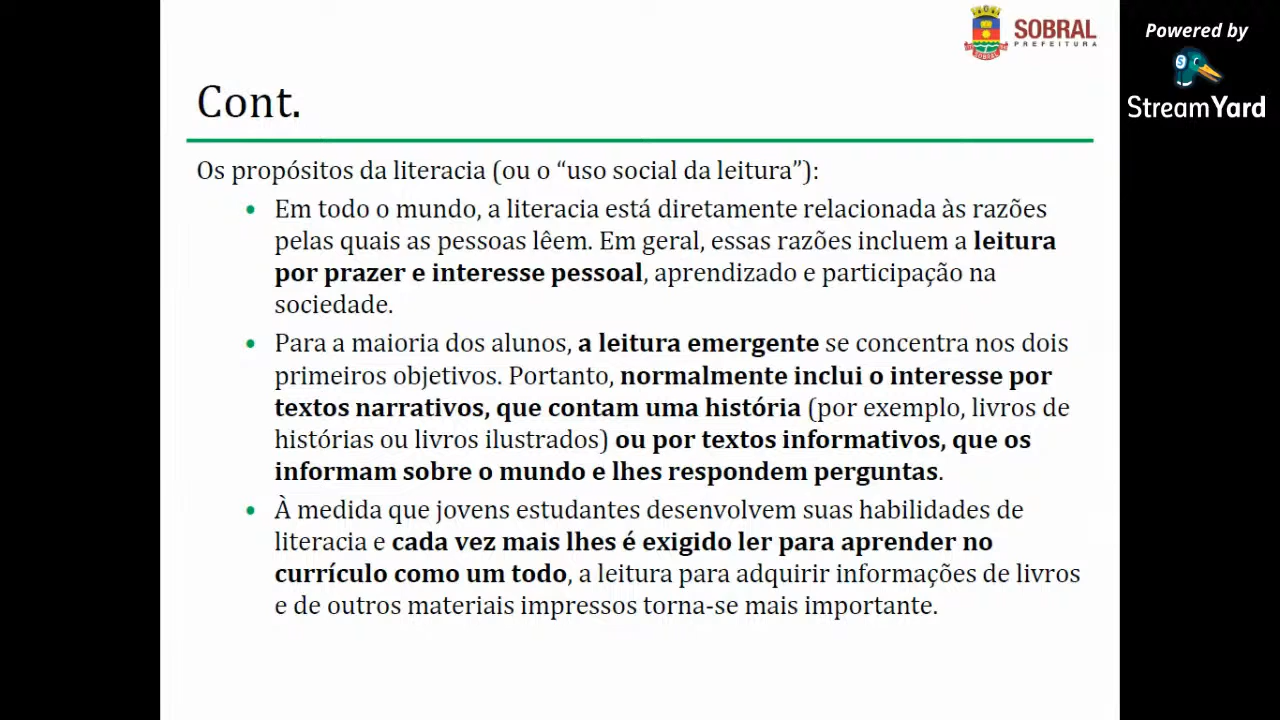 SOBRAL
PREFEITURA
SOBRAL
Powered by
S
StreamYard
Cont.
Os propósitos da literacia (ou o “uso social da leitura”):
• Em todo o mundo, a literacia está diretamente relacionada às razões
pelas quais as pessoas lêem. Em geral, essas razões incluem a leitura
por prazer e interesse pessoal, aprendizado e participação na
sociedade.
• Para a maioria dos alunos, a leitura emergente se concentra nos dois
primeiros objetivos. Portanto, normalmente inclui o interesse por
textos narrativos, que contam uma história (por exemplo, livros de
histórias ou livros ilustrados) ou por textos informativos, que os
informam sobre o mundo e lhes respondem perguntas.
• À medida que jovens estudantes desenvolvem suas habilidades de
literacia e cada vez mais lhes é exigido ler para aprender no
currículo como um todo, a leitura para adquirir informações de livros
e de outros materiais impressos torna-se mais importante.